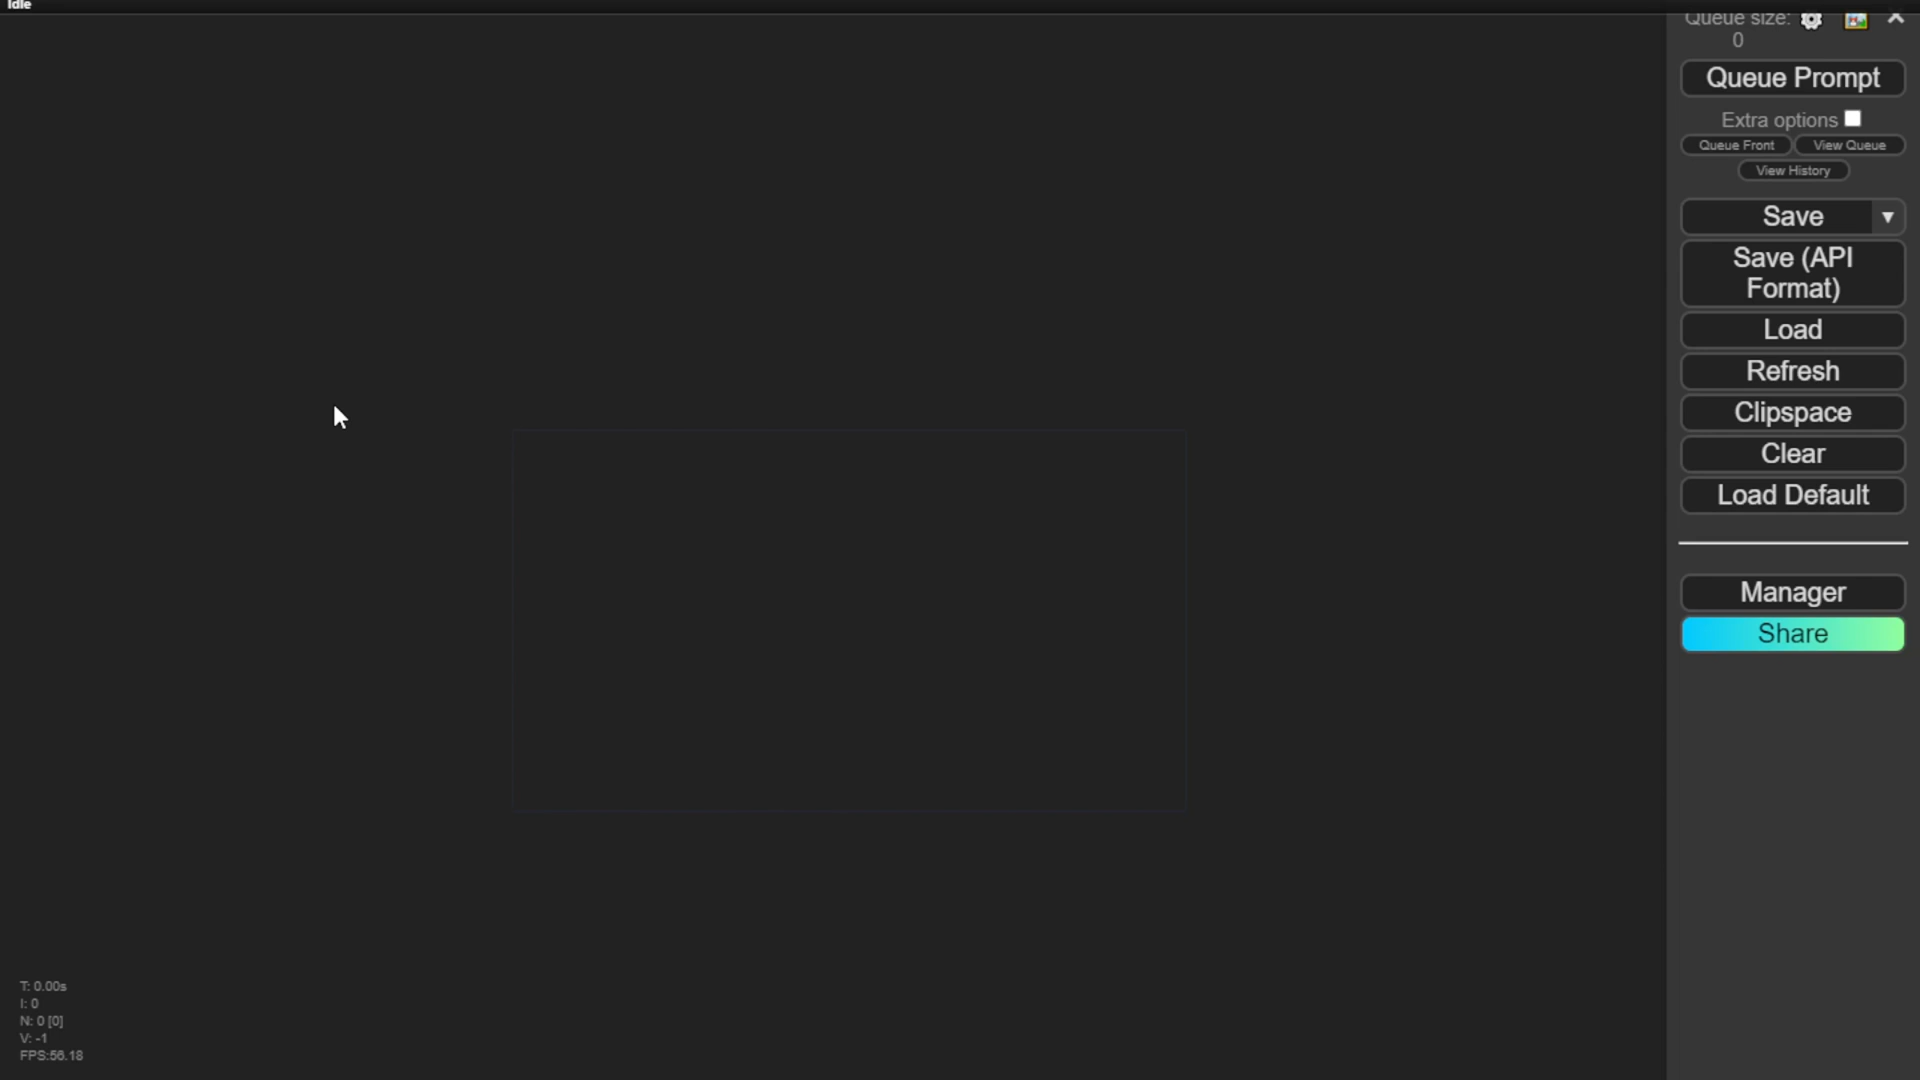 Idle
Queue size:
0
Queue Prompt
Extra options
Queue Front View Queue
View History
Save ▼
Save (API
Format)
Load
Refresh
Clipspace
Clear
Load Default
Manager
Share
T: 0.00s
I: 0
N: 0 [0]
V: -1
FPS:56.18